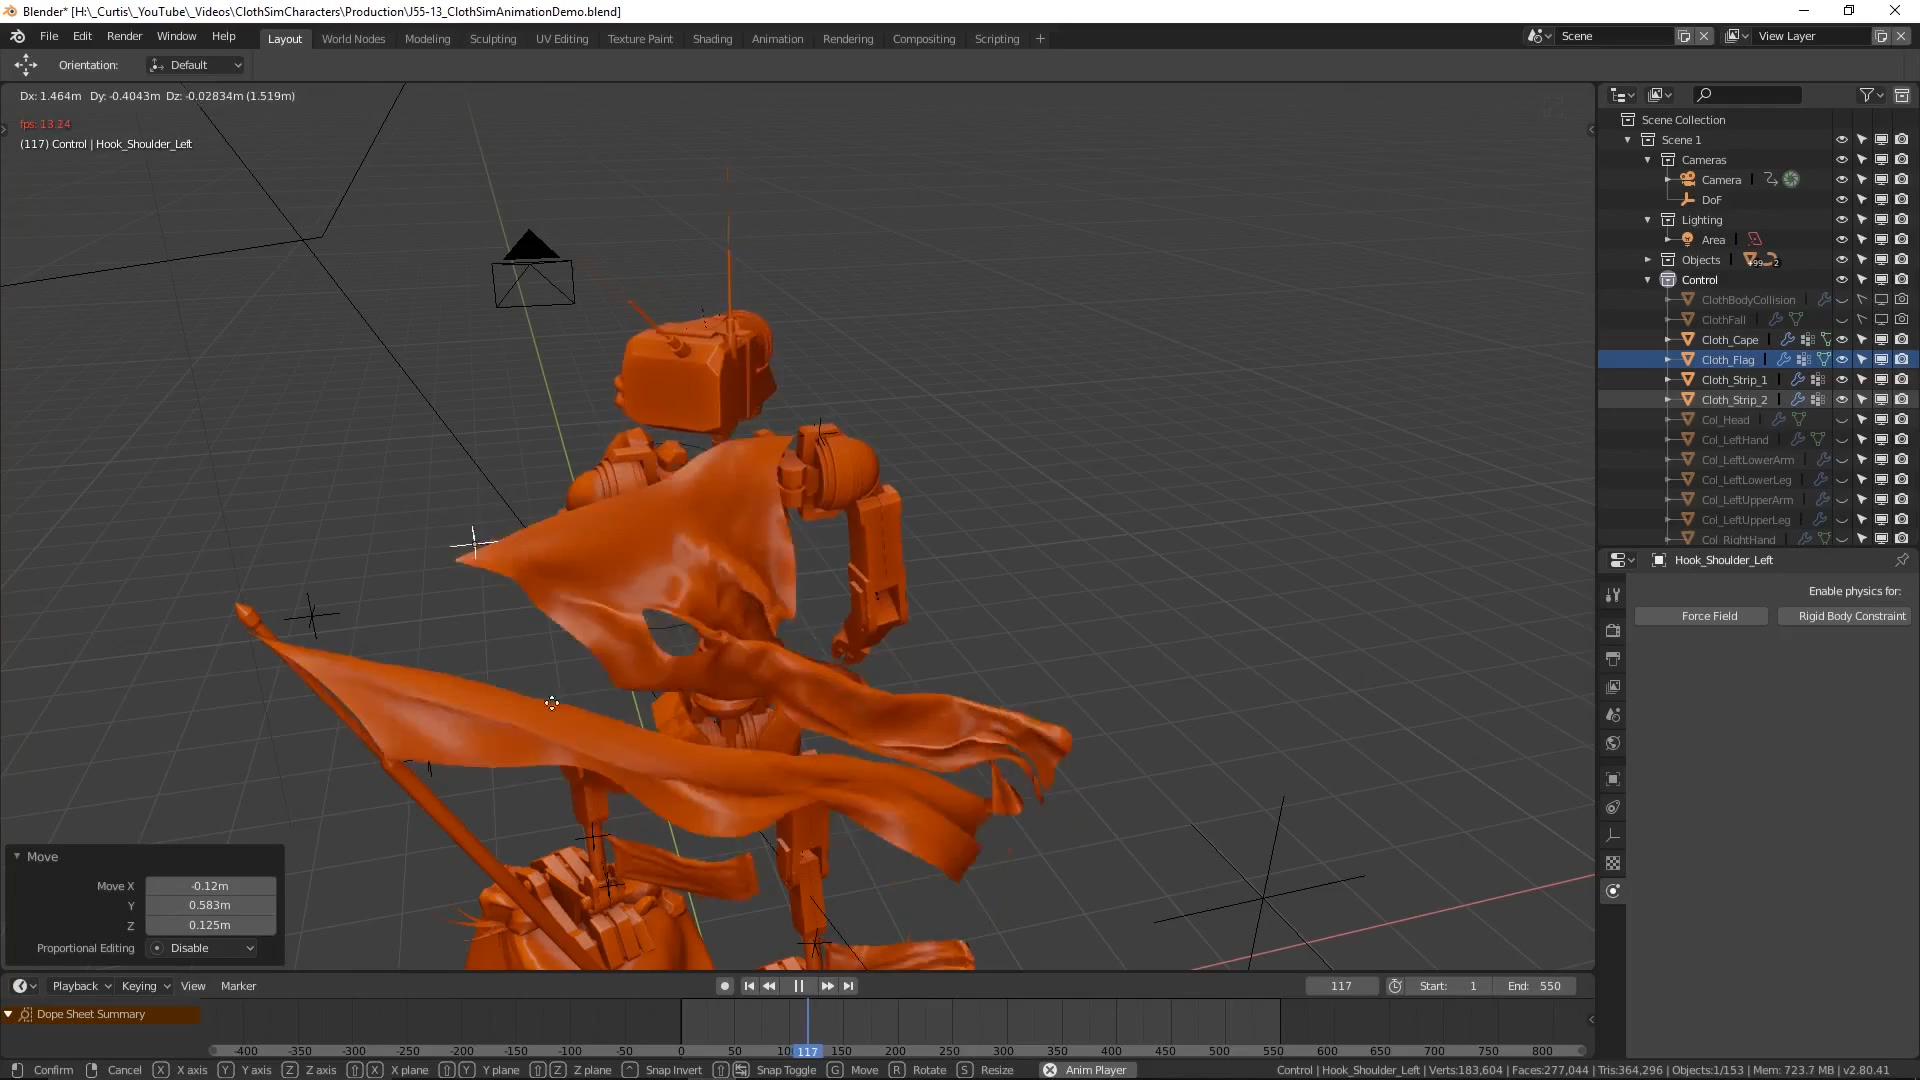 Blender* [H:\_Curtis\_YouTube\_Videos\ClothSimCharacters\Production\J55-13_ClothSimAnimationDemo.blend]
File Edit Render Window Help Layout World Nodes Modeling Sculpting UV Editing Texture Paint Shading Animation Rendering Compositing Scripting + Scene View Layer
Orientation: Default
Dx: 1.464m Dy: -0.4043m Dz: -0.02834m (1.519m)
fps: 13.24
(117) Control | Hook_Shoulder_Left
Scene Collection
Scene 1
Cameras
Camera
DoF
Lighting
Area
Objects +99 2
Control
ClothBodyCollision
ClothFall
Cloth_Cape
Cloth_Flag
Cloth_Strip_1
Cloth_Strip_2
Col_Head
Col_LeftHand
Col_LeftLowerArm
Col_LeftLowerLeg
Col_LeftUpperArm
Col_LeftUpperLeg
Col_RightHand
Hook_Shoulder_Left
Enable physics for:
Force Field Rigid Body Constraint
Move
Move X -0.12m
Y 0.583m
Z 0.125m
Proportional Editing Disable
Playback Keying View Marker 117 Start: 1 End: 550
Dope Sheet Summary
-400 -350 -300 -250 -200 -150 -100 -50 0 50 10 117 150 200 250 300 350 400 450 500 550 600 650 700 750 800
Confirm Cancel X X axis Y Y axis Z Z axis X X plane Y Y plane Z Z plane ^ Snap Invert Snap Toggle G Move R Rotate S Resize Anim Player Control | Hook_Shoulder_Left | Verts:183,604 | Faces:277,044 | Tris:364,296 | Objects:1/153 | Mem: 723.7 MB | v2.80.41